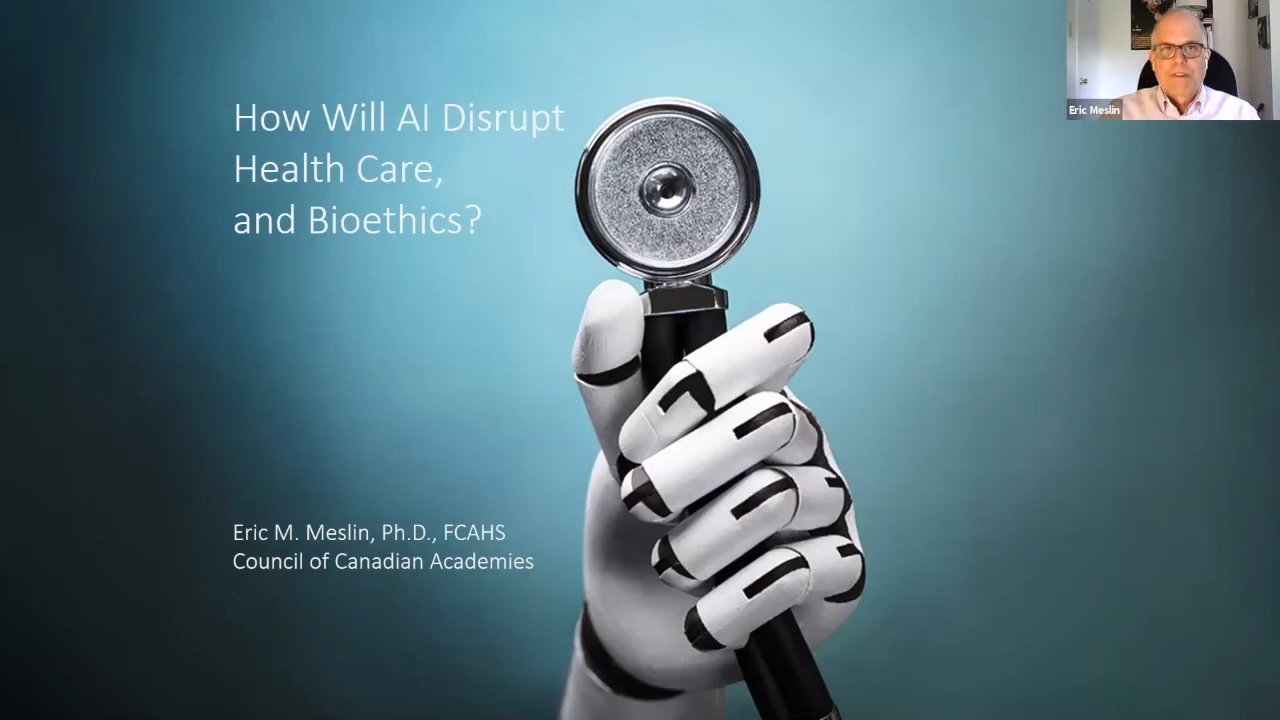 How Will AI Disrupt
Health Care,
and Bioethics?
Eric M. Meslin, Ph.D., FCAHS
Council of Canadian Academies
Eric Meslin